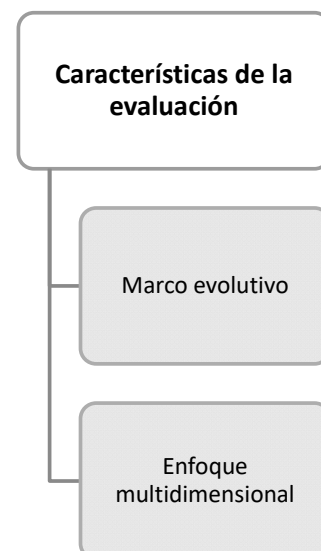 Características de la
evaluación
Marco evolutivo
Enfoque
multidimensional